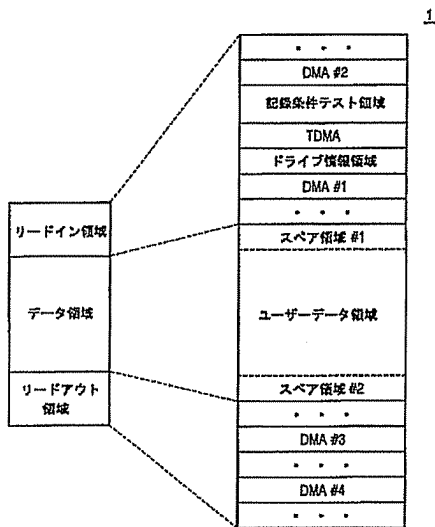 1
・ ・ ・
DMA #2
記録条件テスト領域
TDMA
ドライブ情報領域
DMA #1
・ ・ ・
スペア領域 #1
ユーザーデータ領域
スペア領域 #2
・ ・ ・
DMA #3
・ ・ ・
DMA #4
・ ・ ・
リードイン領域
データ領域
リードアウト
領域